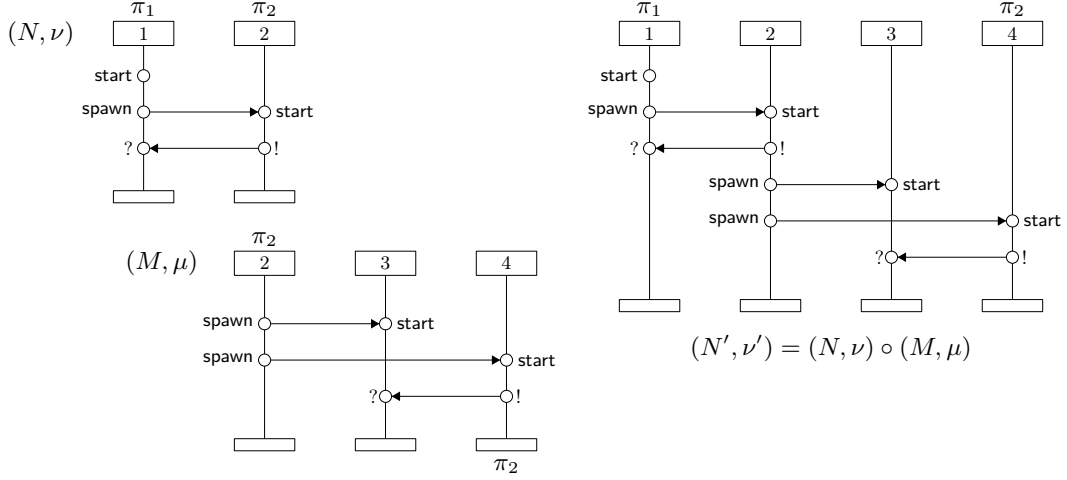 (N, ν)
π₁ π₂
1 2
start
spawn start
? !
(M, μ)
π₂
2 3 4
spawn start
spawn start
? !
π₂
π₁ π₂
1 2 3 4
start
spawn start
? !
spawn start
spawn start
? !
(N′, ν′) = (N, ν) ∘ (M, μ)